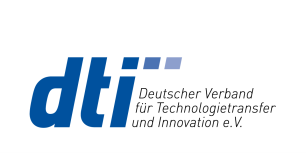 dti
Deutscher Verband
für Technologietransfer
und Innovation e.V.